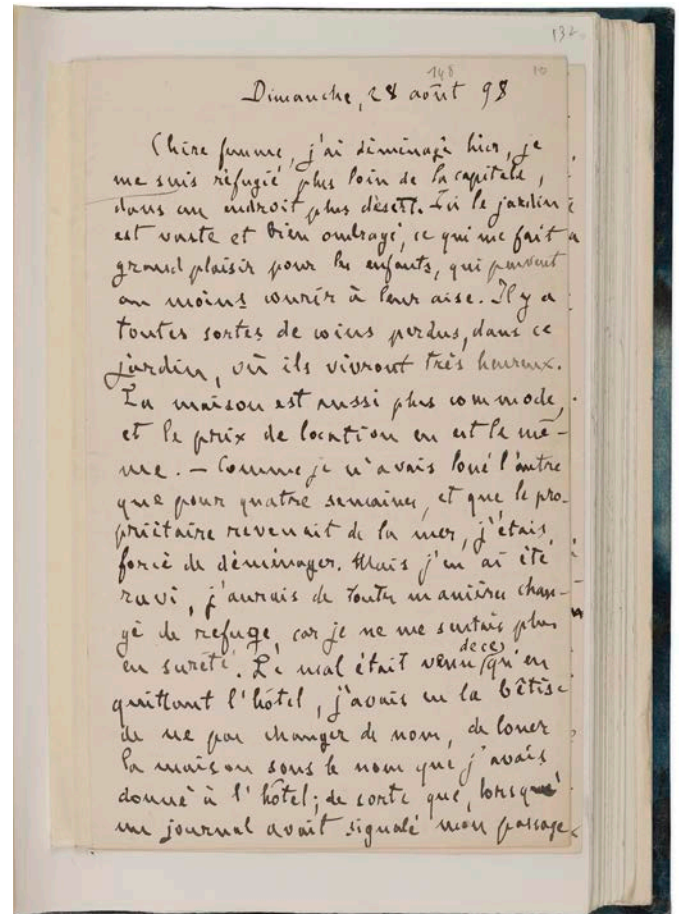 132
148 10
Dimanche, 28 août 98
Chère femme, j'ai déménagé hier, je
me suis réfugié plus loin de la capitale,
dans un endroit plus désert. Ici le jardin
est vaste et bien ombragé, ce qui me fait
grand plaisir pour les enfants, qui peuvent
au moins courir à leur aise. Il y a
toutes sortes de coins perdus, dans ce
jardin, où ils vivront très heureux.
La maison est aussi plus commode,
et le prix de location en est le mê-
me. – Comme je n'avais loué l'autre
que pour quatre semaines, et que le pro-
priétaire revenait de la mer, j'étais
forcé de déménager. Mais j'en ai été
ravi, j'aurais de toute manière chan-
gé de refuge, car je ne me sentais plus
en sureté. Le mal était venu de ce qu'en
quittant l'hôtel, j'avais eu la bêtise
de ne pas changer de nom, de louer
la maison sous le nom que j'avais
donné à l'hôtel; de sorte que, lorsque
un journal avait signalé mon passage